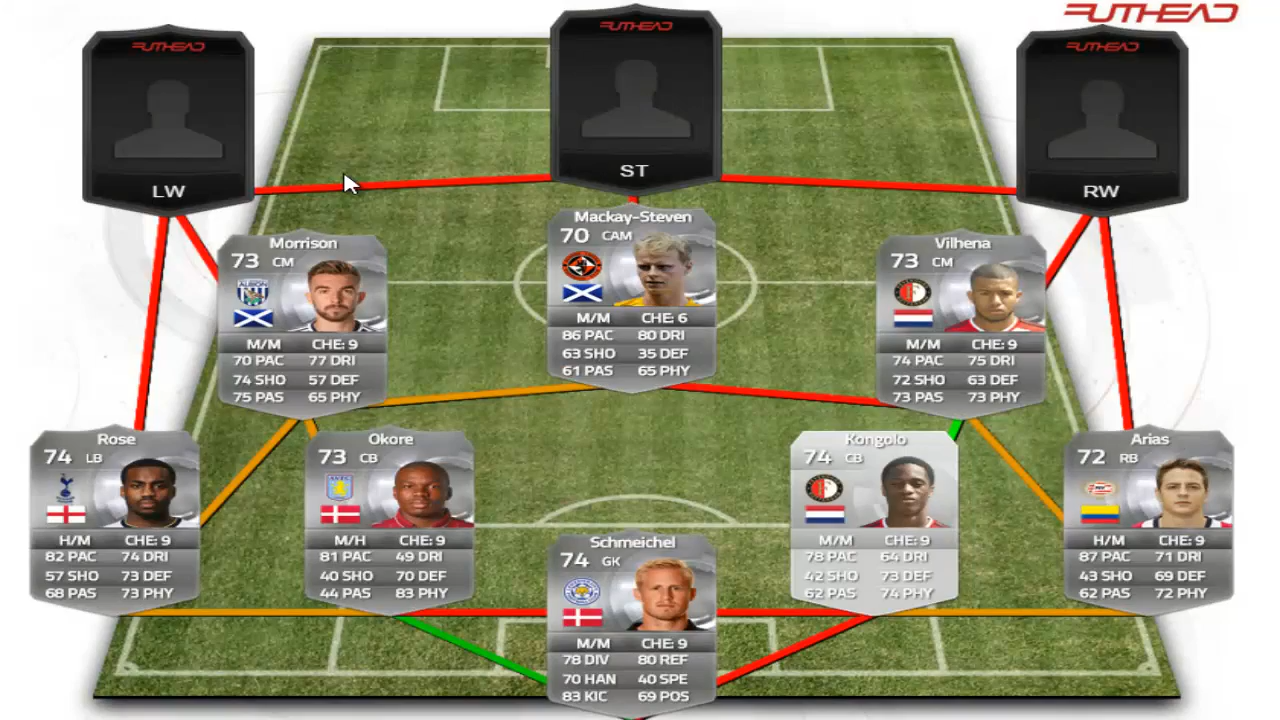 FUTHEAD
FUTHEAD
FUTHEAD
FUTHEAD
LW
ST
RW
Mackay-Steven
70 CAM
M/M CHE: 6
86 PAC 80 DRI
63 SHO 35 DEF
61 PAS 65 PHY
Morrison
73 CM
ALBION
M/M CHE: 9
70 PAC 77 DRI
74 SHO 57 DEF
75 PAS 65 PHY
Vilhena
73 CM
M/M CHE: 9
74 PAC 75 DRI
72 SHO 63 DEF
73 PAS 73 PHY
Rose
74 LB
H/M CHE: 9
82 PAC 74 DRI
57 SHO 73 DEF
68 PAS 73 PHY
Okore
73 CB
AVFC
M/H CHE: 9
81 PAC 49 DRI
40 SHO 70 DEF
44 PAS 83 PHY
Kongolo
74 CB
M/M CHE: 9
78 PAC 64 DRI
42 SHO 73 DEF
62 PAS 74 PHY
Arias
72 RB
PSV
H/M CHE: 9
87 PAC 71 DRI
43 SHO 69 DEF
62 PAS 72 PHY
Schmeichel
74 GK
M/M CHE: 9
78 DIV 80 REF
70 HAN 40 SPE
83 KIC 69 POS